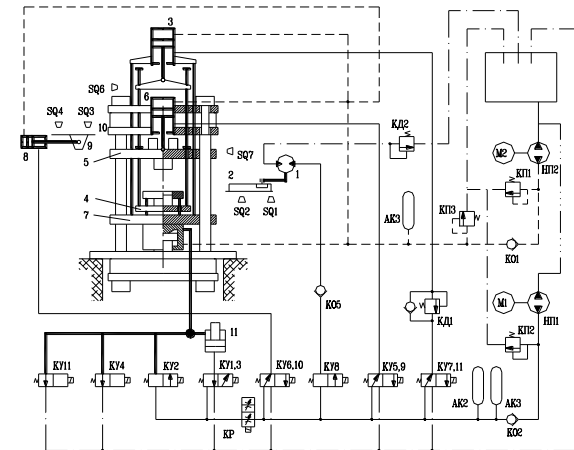 3
SQ6
SQ4 SQ3
10
6
8
9
5
SQ7
2
1
4
7
SQ2 SQ1
КД2
АК3
КП3
М2
НП2
КП1
КО1
М1
НП1
КП2
КО5
КД1
11
КУ11 КУ4 КУ2 КУ1,3 КУ6,10 КУ8 КУ5,9 КУ7,11
АК2 АК3
КО2
КР